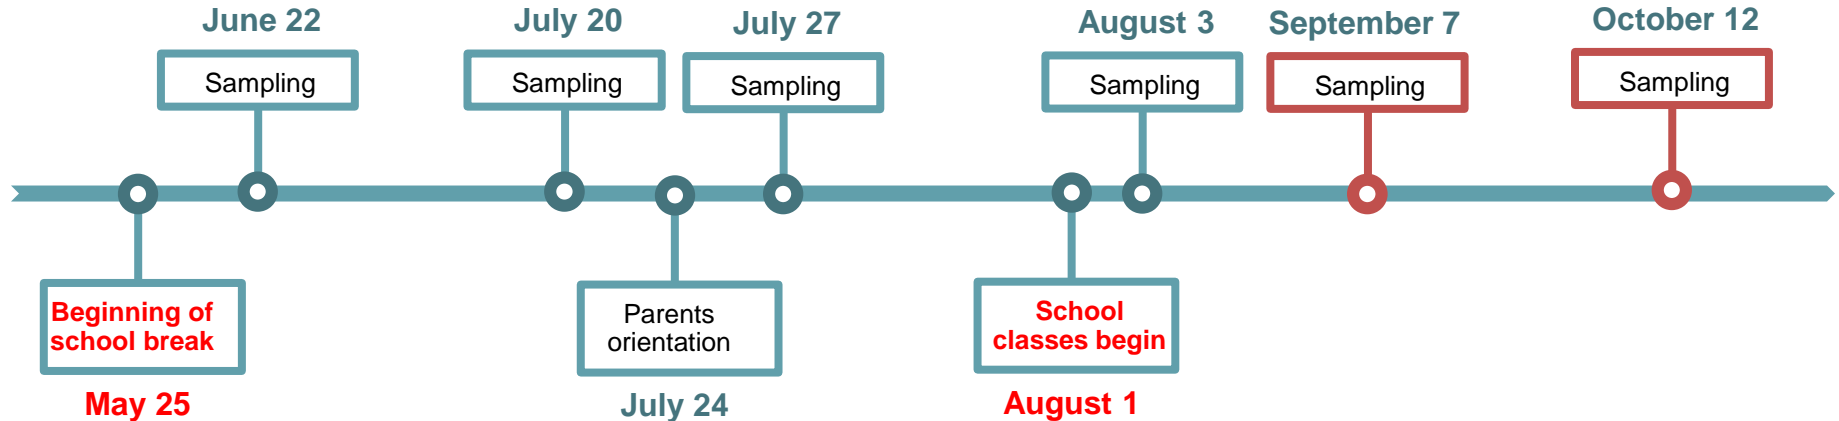 June 22
July 20
July 27
August 3
September 7
October 12
Sampling
Sampling
Sampling
Sampling
Sampling
Sampling
Beginning of
school break
Parents
orientation
School
classes begin
May 25
July 24
August 1